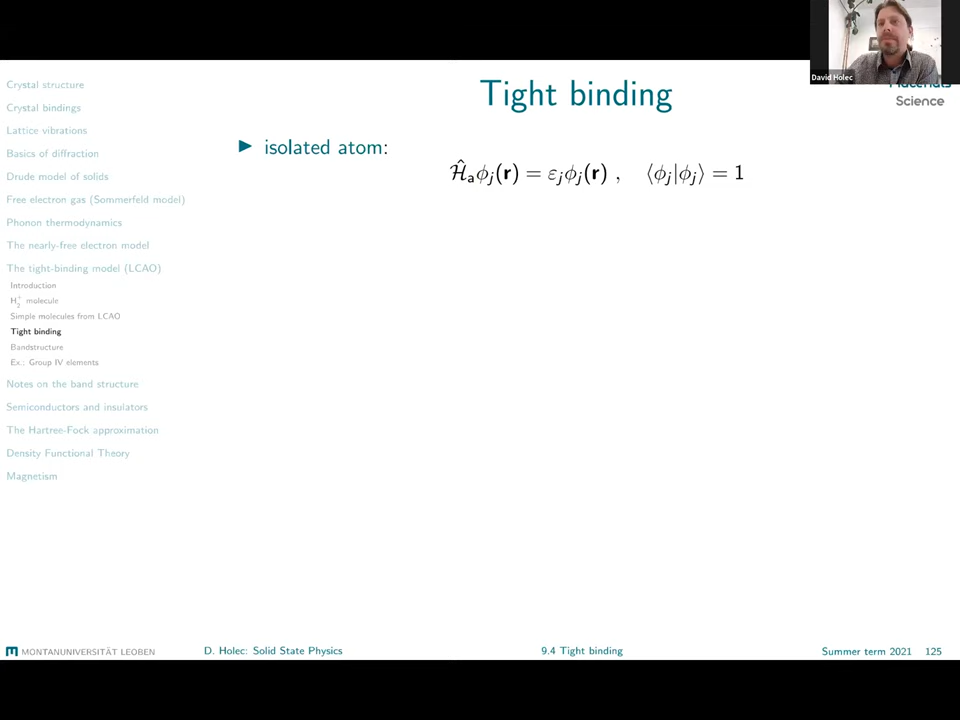 David Holec
Materials
Science
Tight binding
Crystal structure
Crystal bindings
Lattice vibrations
Basics of diffraction
Drude model of solids
Free electron gas (Sommerfeld model)
Phonon thermodynamics
The nearly-free electron model
The tight-binding model (LCAO)
Introduction
H₂⁺ molecule
Simple molecules from LCAO
Tight binding
Bandstructure
Ex.: Group IV elements
Notes on the band structure
Semiconductors and insulators
The Hartree-Fock approximation
Density Functional Theory
Magnetism
▶ isolated atom:
Ĥₐϕⱼ(r) = εⱼϕⱼ(r) , ⟨ϕⱼ|ϕⱼ⟩ = 1
MONTANUNIVERSITÄT LEOBEN
D. Holec: Solid State Physics
9.4 Tight binding
Summer term 2021 125